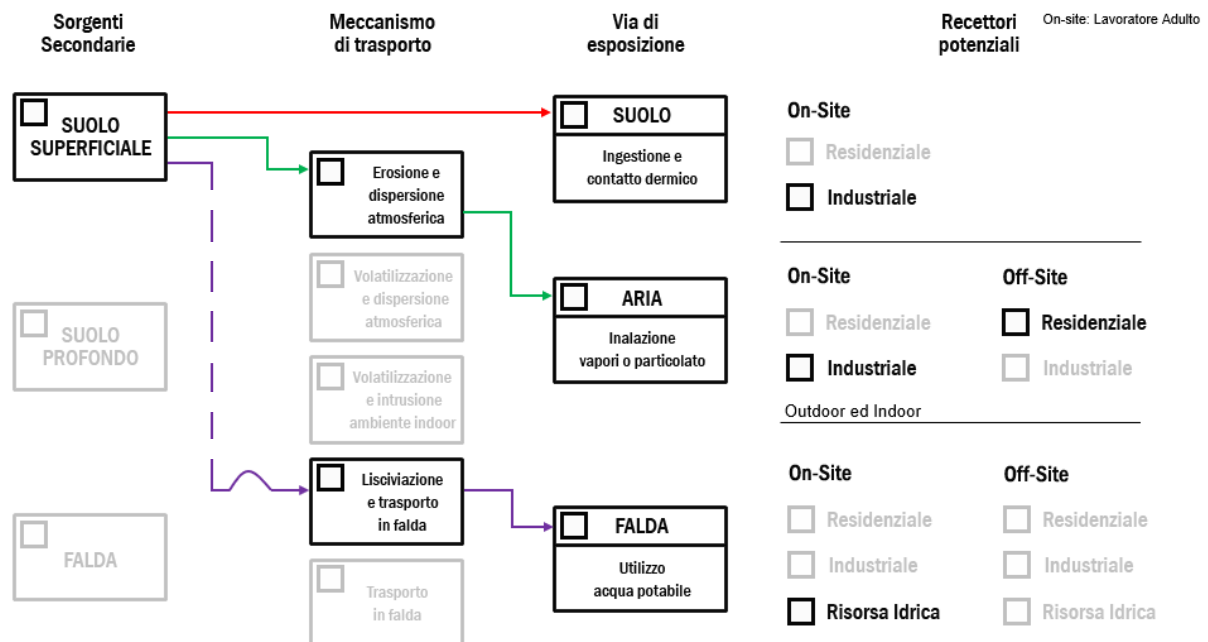 Sorgenti
Secondarie
Meccanismo
di trasporto
Via di
esposizione
Recettori
potenziali
On-site: Lavoratore Adulto
SUOLO
SUPERFICIALE
SUOLO
PROFONDO
FALDA
Erosione e
dispersione
atmosferica
Volatilizzazione
e dispersione
atmosferica
Volatilizzazione
e intrusione
ambiente indoor
Lisciviazione
e trasporto
in falda
Trasporto
in falda
SUOLO
Ingestione e
contatto dermico
ARIA
Inalazione
vapori o particolato
FALDA
Utilizzo
acqua potabile
On-Site
Residenziale
Industriale
On-Site
Residenziale
Industriale
Off-Site
Residenziale
Industriale
Outdoor ed Indoor
On-Site
Residenziale
Industriale
Risorsa Idrica
Off-Site
Residenziale
Industriale
Risorsa Idrica